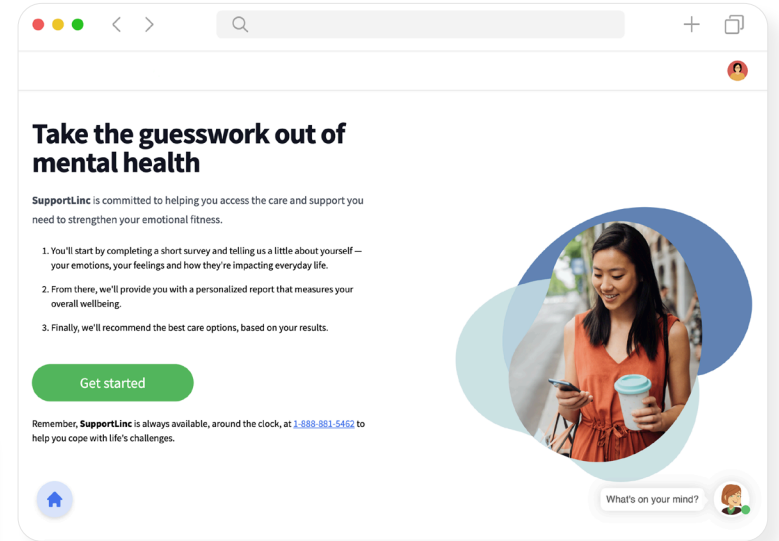 Take the guesswork out of
mental health
SupportLinc is committed to helping you access the care and support you
need to strengthen your emotional fitness.
1. You'll start by completing a short survey and telling us a little about yourself —
your emotions, your feelings and how they're impacting everyday life.
2. From there, we'll provide you with a personalized report that measures your
overall wellbeing.
3. Finally, we'll recommend the best care options, based on your results.
Get started
Remember, SupportLinc is always available, around the clock, at 1-888-881-5462 to
help you cope with life's challenges.
What's on your mind?